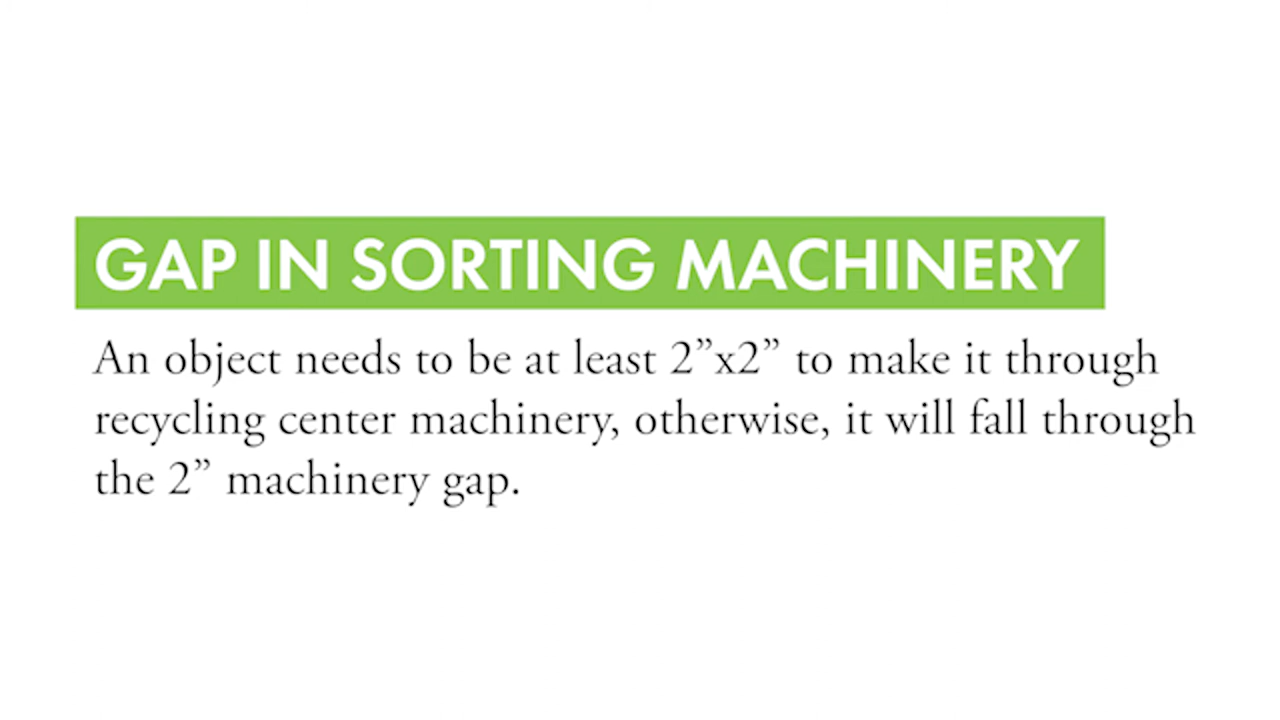 GAP IN SORTING MACHINERY
An object needs to be at least 2”x2” to make it through
recycling center machinery, otherwise, it will fall through
the 2” machinery gap.